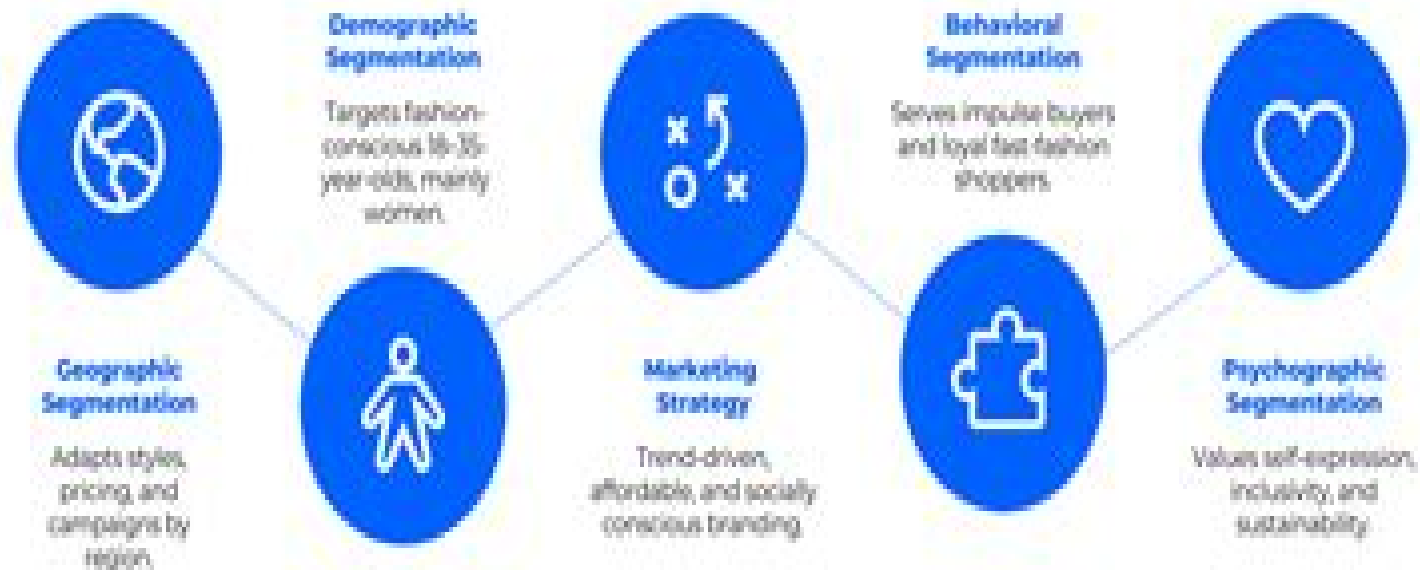 Geographic
Segmentation
Adapts styles,
pricing, and
campaigns by
region.
Demographic
Segmentation
Targets fashion-
conscious 18-35-
year-olds, mainly
women.
Marketing
Strategy
Trend-driven,
affordable, and socially
conscious branding.
Behavioral
Segmentation
Serves impulse buyers
and loyal fast-fashion
shoppers.
Psychographic
Segmentation
Values self-expression,
inclusivity, and
sustainability.